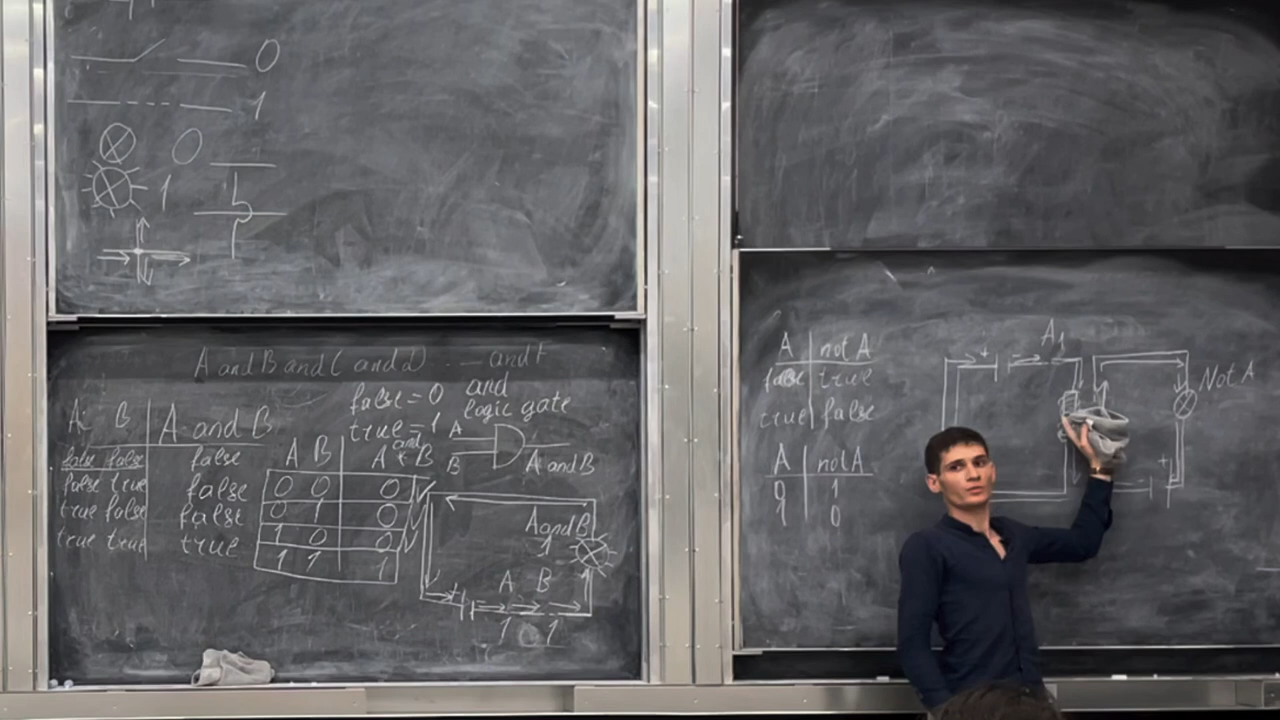 0
1
0
1
A and B and C and d ... and F
false = 0
true = 1
and
logic gate
A B | A and B
false false | false
false true | false
true false | false
true true | true
A B | A and B
0 0 | 0
0 1 | 0
1 0 | 0
1 1 | 1
A
B
A and B
A and B
1
A B
1 1
A | not A
false | true
true | false
A | not A
0 | 1
1 | 0
A1
Not A